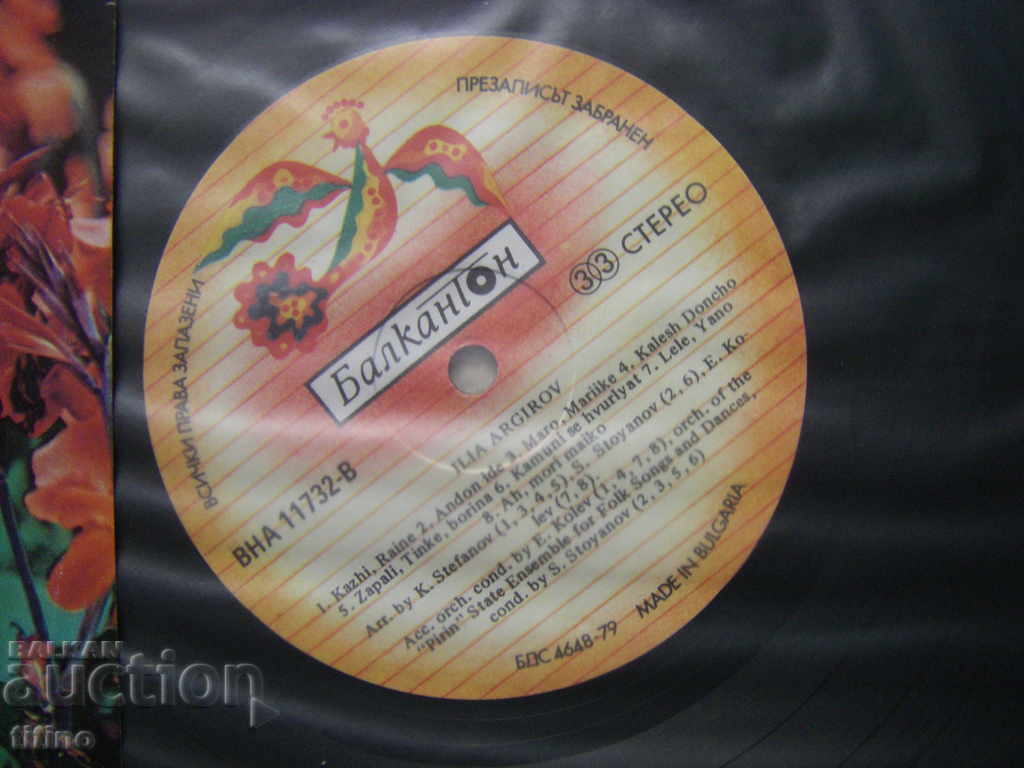 ПРЕЗАПИСЪТ ЗАБРАНЕН
ВСИЧКИ ПРАВА ЗАПАЗЕНИ
Балкантон
33 СТЕРЕО
ВНА 11732-В
ILIA ARGIROV
1. Kazhi, Raine 2. Andon ide 3. Maro, Mariike 4. Kalesh Doncho
5. Zapali, Tinke, borina 6. Kamuni se hvurlyat 7. Lele, Yano
8. Ah, mori maiko
Arr. by K. Stefanov (1, 3, 4, 5), S. Stoyanov (2, 6), E. Ko-
lev (7, 8)
Acc. orch. cond. by E. Kolev (1, 4, 7, 8), orch. of the
"Pirin" State Ensemble for Folk Songs and Dances,
cond. by S. Stoyanov (2, 3, 5, 6)
БДС 4648-79
MADE IN BULGARIA
BALKAN
auction
tifino